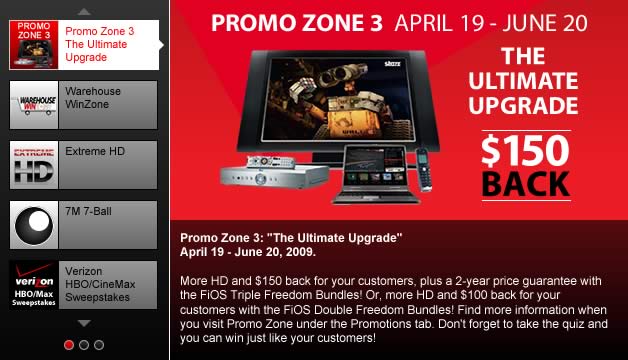 PROMO
ZONE 3
Promo Zone 3
The Ultimate
Upgrade
WAREHOUSE
Warehouse
WinZone
EXTREME
HD
Extreme HD
7M 7-Ball
verizon
HBO/Max
Sweepstakes
Verizon
HBO/CineMax
Sweepstakes
PROMO ZONE 3 APRIL 19 - JUNE 20
THE
ULTIMATE
UPGRADE
$150
BACK
starz
WALL•E
Promo Zone 3: "The Ultimate Upgrade"
April 19 - June 20, 2009.
More HD and $150 back for your customers, plus a 2-year price guarantee with
the FiOS Triple Freedom Bundles! Or, more HD and $100 back for your
customers with the FiOS Double Freedom Bundles! Find more information when
you visit Promo Zone under the Promotions tab. Don't forget to take the quiz and
you can win just like your customers!